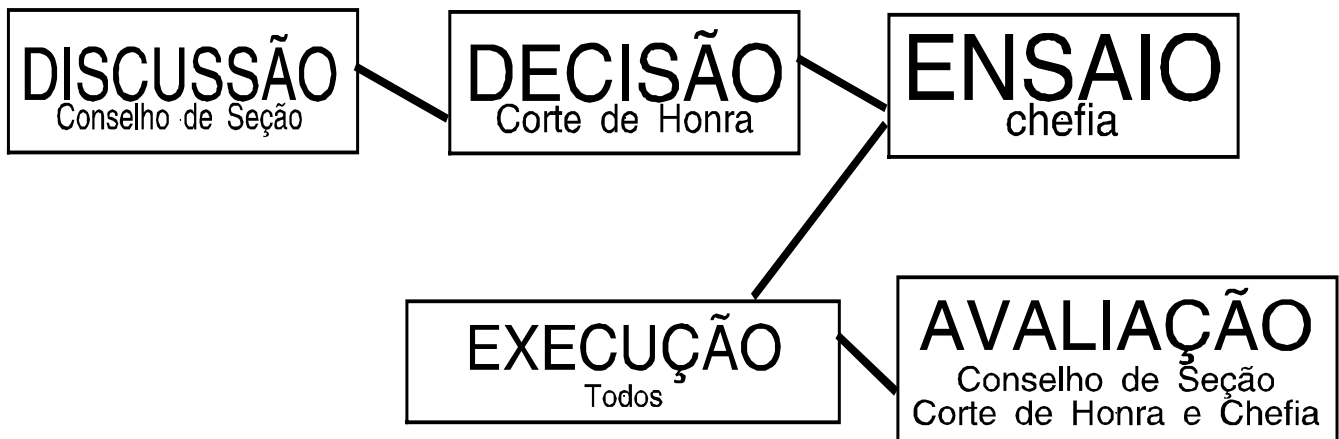 DISCUSSÃO
Conselho de Seção
DECISÃO
Corte de Honra
ENSAIO
chefia
EXECUÇÃO
Todos
AVALIAÇÃO
Conselho de Seção
Corte de Honra e Chefia